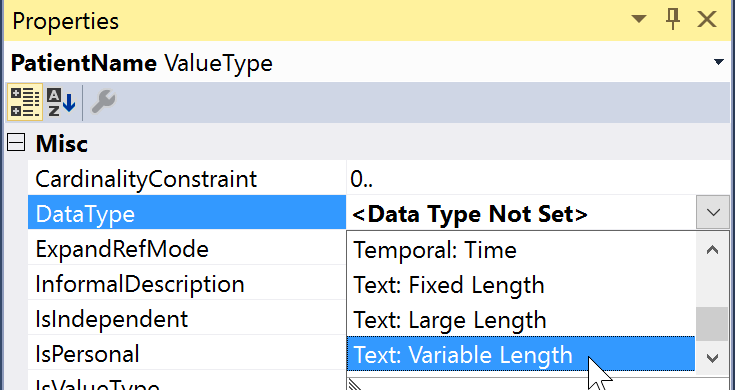 Properties
PatientName ValueType
Misc
CardinalityConstraint 0..
DataType <Data Type Not Set>
ExpandRefMode Temporal: Time
InformalDescription Text: Fixed Length
IsIndependent Text: Large Length
IsPersonal Text: Variable Length
IsValueType